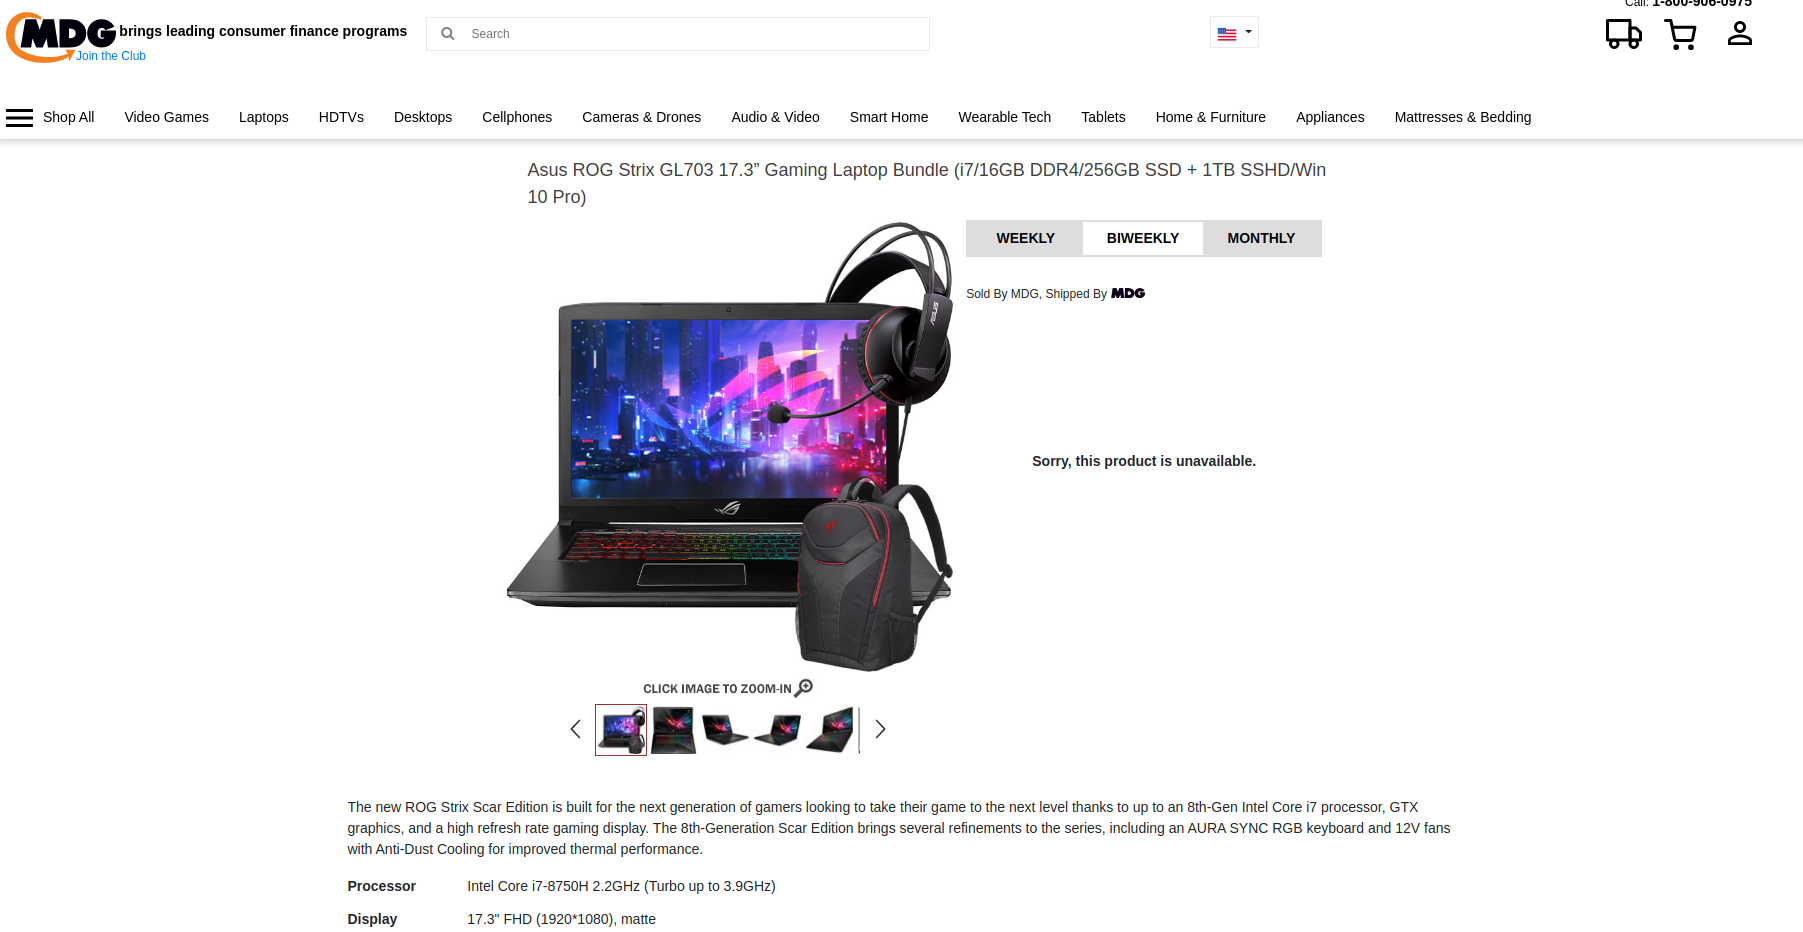 Call: 1-800-906-0975
MDG brings leading consumer finance programs
Join the Club
Search
Shop All Video Games Laptops HDTVs Desktops Cellphones Cameras & Drones Audio & Video Smart Home Wearable Tech Tablets Home & Furniture Appliances Mattresses & Bedding
Asus ROG Strix GL703 17.3” Gaming Laptop Bundle (i7/16GB DDR4/256GB SSD + 1TB SSHD/Win
10 Pro)
WEEKLY BIWEEKLY MONTHLY
Sold By MDG, Shipped By MDG
ASUS
Sorry, this product is unavailable.
CLICK IMAGE TO ZOOM-IN
The new ROG Strix Scar Edition is built for the next generation of gamers looking to take their game to the next level thanks to up to an 8th-Gen Intel Core i7 processor, GTX
graphics, and a high refresh rate gaming display. The 8th-Generation Scar Edition brings several refinements to the series, including an AURA SYNC RGB keyboard and 12V fans
with Anti-Dust Cooling for improved thermal performance.
Processor Intel Core i7-8750H 2.2GHz (Turbo up to 3.9GHz)
Display 17.3" FHD (1920*1080), matte